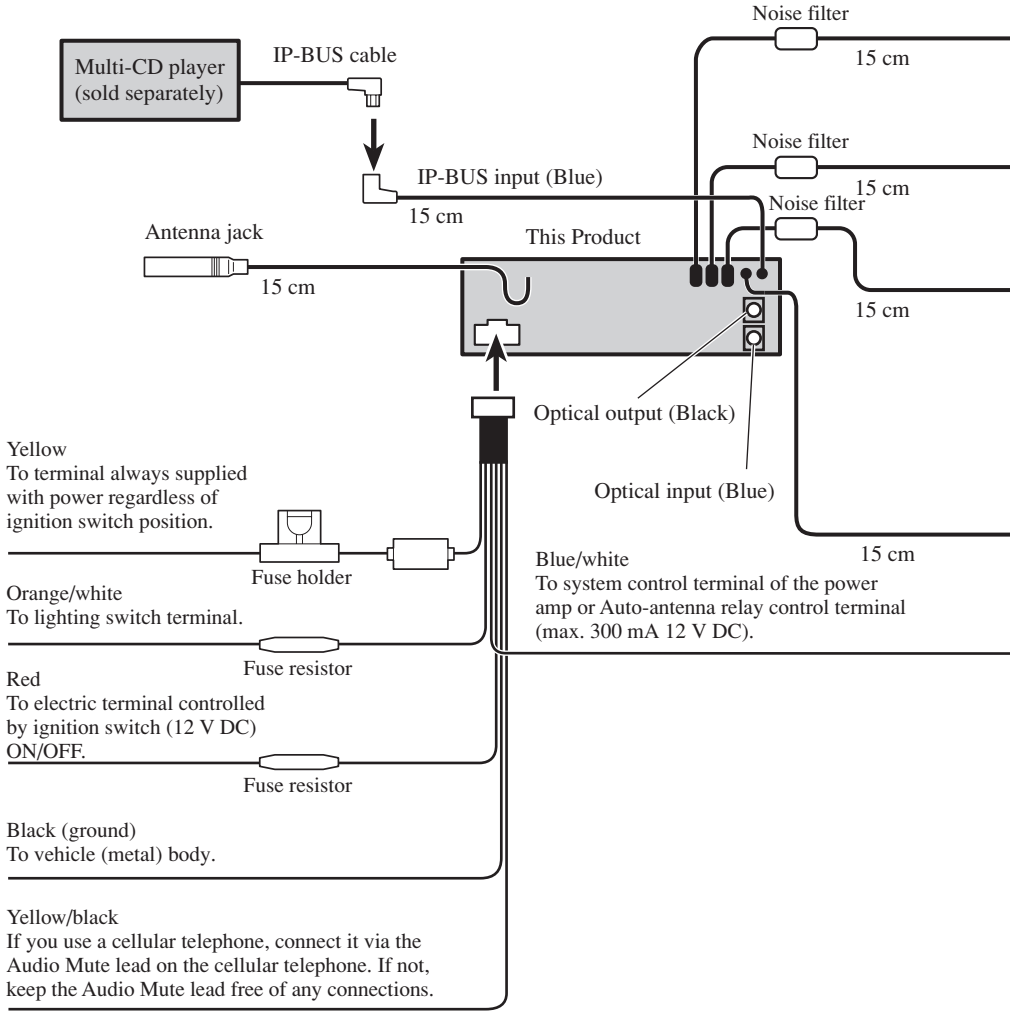 Noise filter
15 cm
IP-BUS cable
Multi-CD player
(sold separately)
Noise filter
15 cm
IP-BUS input (Blue)
15 cm
Noise filter
Antenna jack
This Product
15 cm
15 cm
Optical output (Black)
Optical input (Blue)
15 cm
Yellow
To terminal always supplied
with power regardless of
ignition switch position.
Fuse holder
Blue/white
To system control terminal of the power
amp or Auto-antenna relay control terminal
(max. 300 mA 12 V DC).
Orange/white
To lighting switch terminal.
Fuse resistor
Red
To electric terminal controlled
by ignition switch (12 V DC)
ON/OFF.
Fuse resistor
Black (ground)
To vehicle (metal) body.
Yellow/black
If you use a cellular telephone, connect it via the
Audio Mute lead on the cellular telephone. If not,
keep the Audio Mute lead free of any connections.